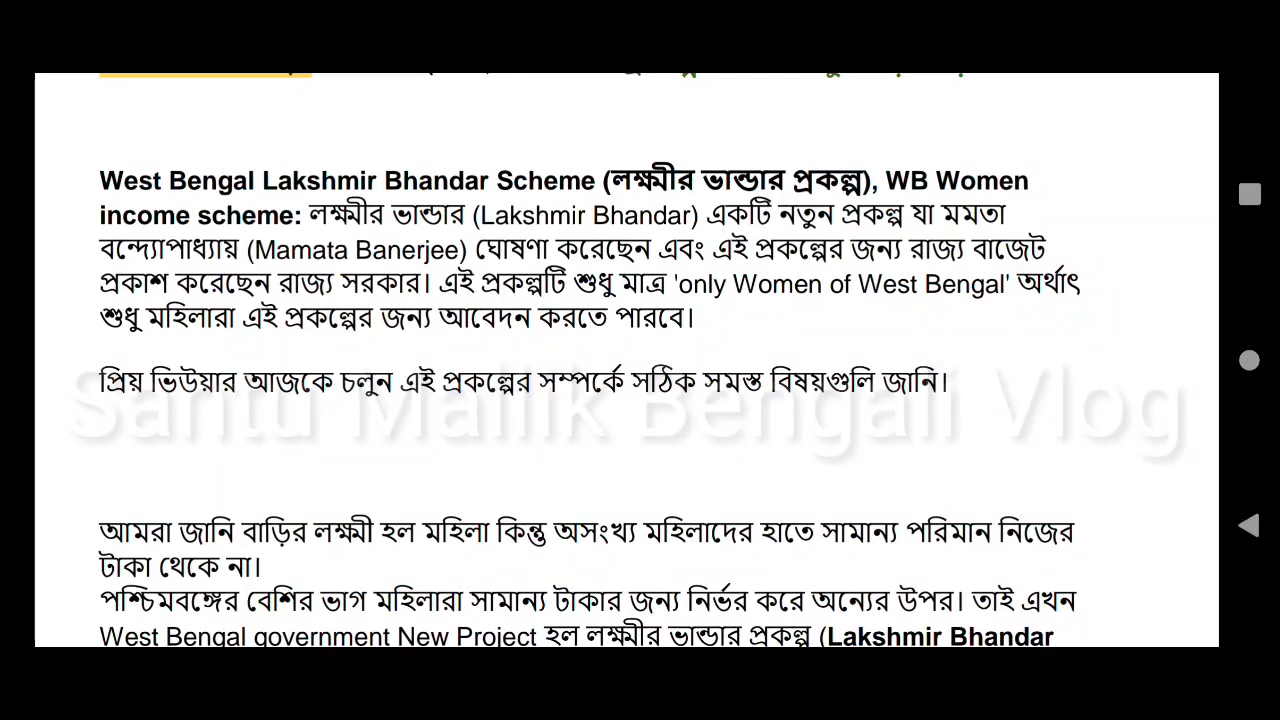 West Bengal Lakshmir Bhandar Scheme (লক্ষ্মীর ভান্ডার প্রকল্প), WB Women
income scheme: লক্ষ্মীর ভান্ডার (Lakshmir Bhandar) একটি নতুন প্রকল্প যা মমতা
বন্দ্যোপাধ্যায় (Mamata Banerjee) ঘোষণা করেছেন এবং এই প্রকল্পের জন্য রাজ্য বাজেট
প্রকাশ করেছেন রাজ্য সরকার। এই প্রকল্পটি শুধু মাত্র 'only Women of West Bengal' অর্থাৎ
শুধু মহিলারা এই প্রকল্পের জন্য আবেদন করতে পারবে।
প্রিয় ভিউয়ার আজকে চলুন এই প্রকল্পের সম্পর্কে সঠিক সমস্ত বিষয়গুলি জানি।
Santu Mallik Bengali Vlog
আমরা জানি বাড়ির লক্ষ্মী হল মহিলা কিন্তু অসংখ্য মহিলাদের হাতে সামান্য পরিমান নিজের
টাকা থেকে না।
পশ্চিমবঙ্গের বেশির ভাগ মহিলারা সামান্য টাকার জন্য নির্ভর করে অন্যের উপর। তাই এখন
West Bengal government New Project হল লক্ষ্মীর ভান্ডার প্রকল্প (Lakshmir Bhandar